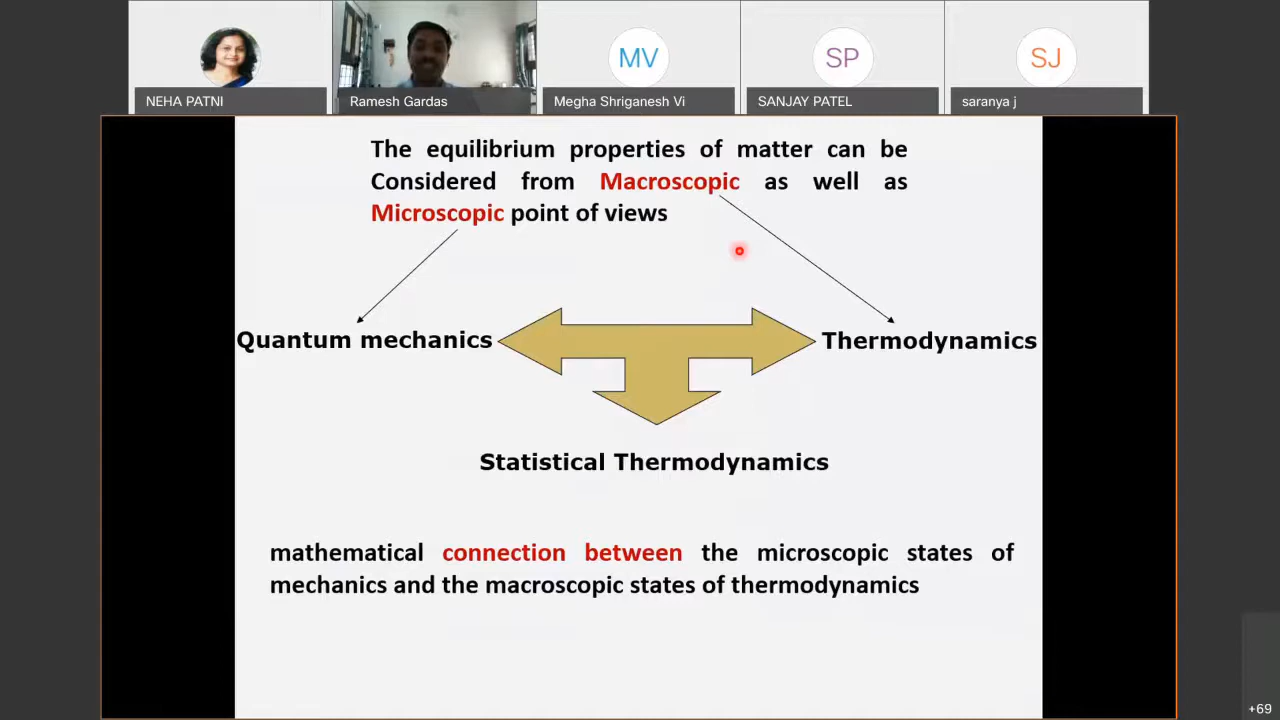 MV
SP
SJ
NEHA PATNI
Ramesh Gardas
Megha Shriganesh Vi
SANJAY PATEL
saranya j
The equilibrium properties of matter can be
Considered from Macroscopic as well as
Microscopic point of views
Quantum mechanics
Thermodynamics
Statistical Thermodynamics
mathematical connection between the microscopic states of
mechanics and the macroscopic states of thermodynamics
+69